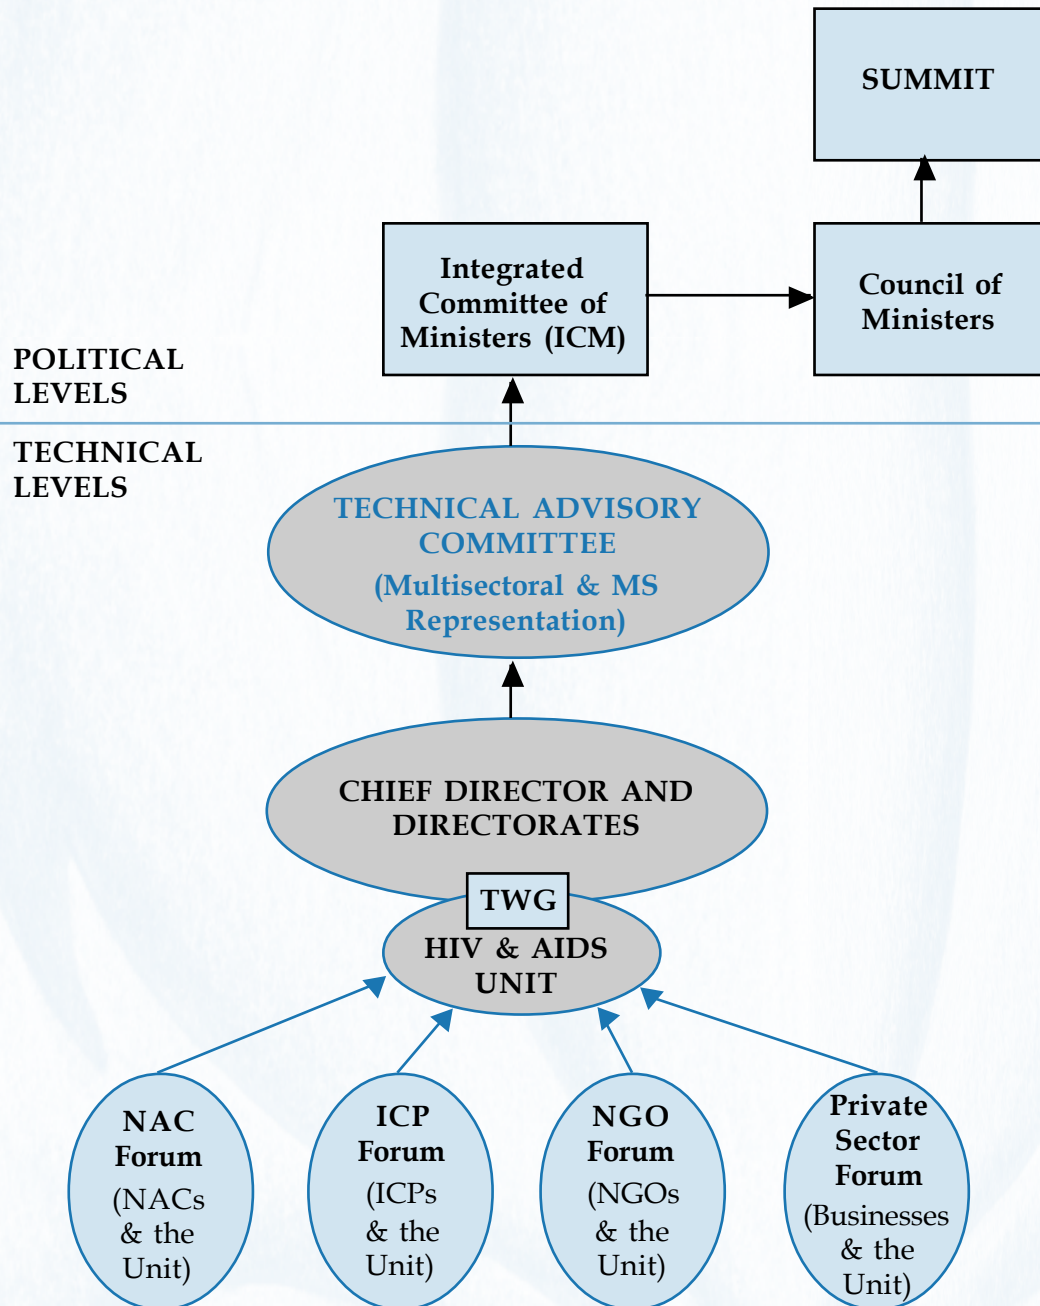 SUMMIT
Integrated
Committee of
Ministers (ICM)
Council of
Ministers
POLITICAL
LEVELS
TECHNICAL
LEVELS
TECHNICAL ADVISORY
COMMITTEE
(Multisectoral & MS
Representation)
CHIEF DIRECTOR AND
DIRECTORATES
TWG
HIV & AIDS
UNIT
NAC
Forum
(NACs
& the
Unit)
ICP
Forum
(ICPs
& the
Unit)
NGO
Forum
(NGOs
& the
Unit)
Private
Sector
Forum
(Businesses
& the
Unit)